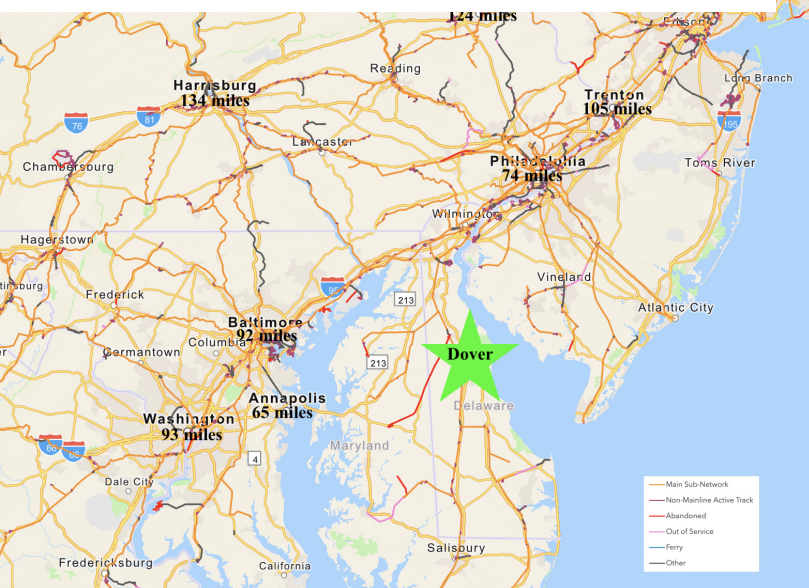 124 miles
Edison
Reading
Long Branch
Harrisburg
134 miles
Trenton
105 miles
76
81
195
Lancaster
Philadelphia
74 miles
Chambersburg
Toms River
Wilmington
Hagerstown
Vineland
Frederick
95
213
Atlantic City
Baltimore
92 miles
Columbia
Germantown
Dover
213
Annapolis
65 miles
Delaware
Washington
93 miles
Maryland
66
4
Dale City
Main Sub-Network
Non-Mainline Active Track
Abandoned
Out of Service
Ferry
Other
Salisbury
Fredericksburg
California